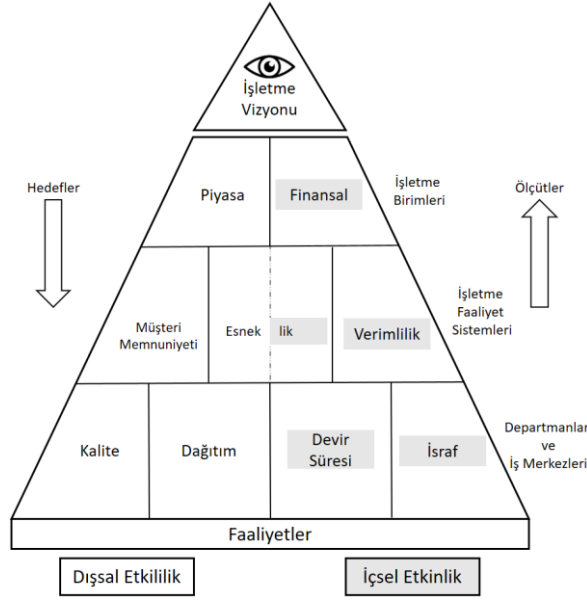 İşletme
Vizyonu
Hedefler
Piyasa
Finansal
İşletme
Birimleri
Ölçütler
Müşteri
Memnuniyeti
Esnek
lik
Verimlilik
İşletme
Faaliyet
Sistemleri
Kalite
Dağıtım
Devir
Süresi
İsraf
Departmanlar
ve
İş Merkezleri
Faaliyetler
Dışsal Etkililik
İçsel Etkinlik